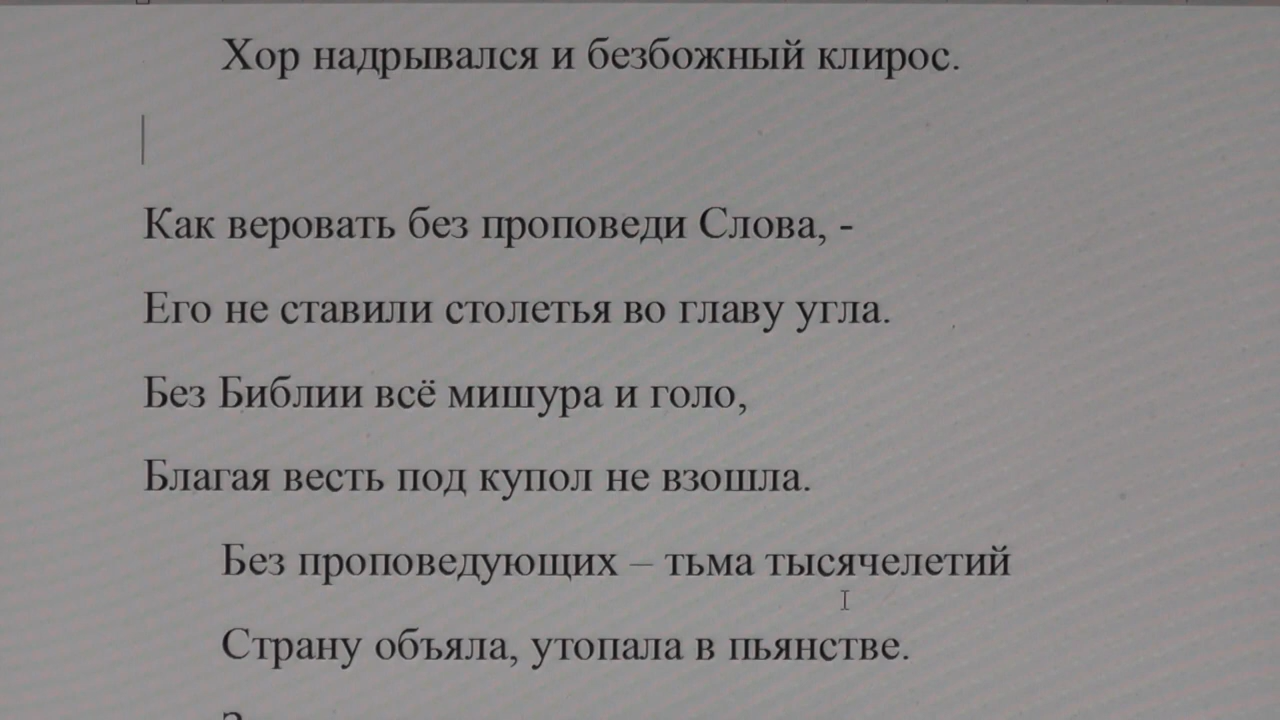 Хор надрывался и безбожный клирос.
Как веровать без проповеди Слова, -
Его не ставили столетья во главу угла.
Без Библии всё мишура и голо,
Благая весть под купол не взошла.
Без проповедующих – тьма тысячелетий
Страну объяла, утопала в пьянстве.